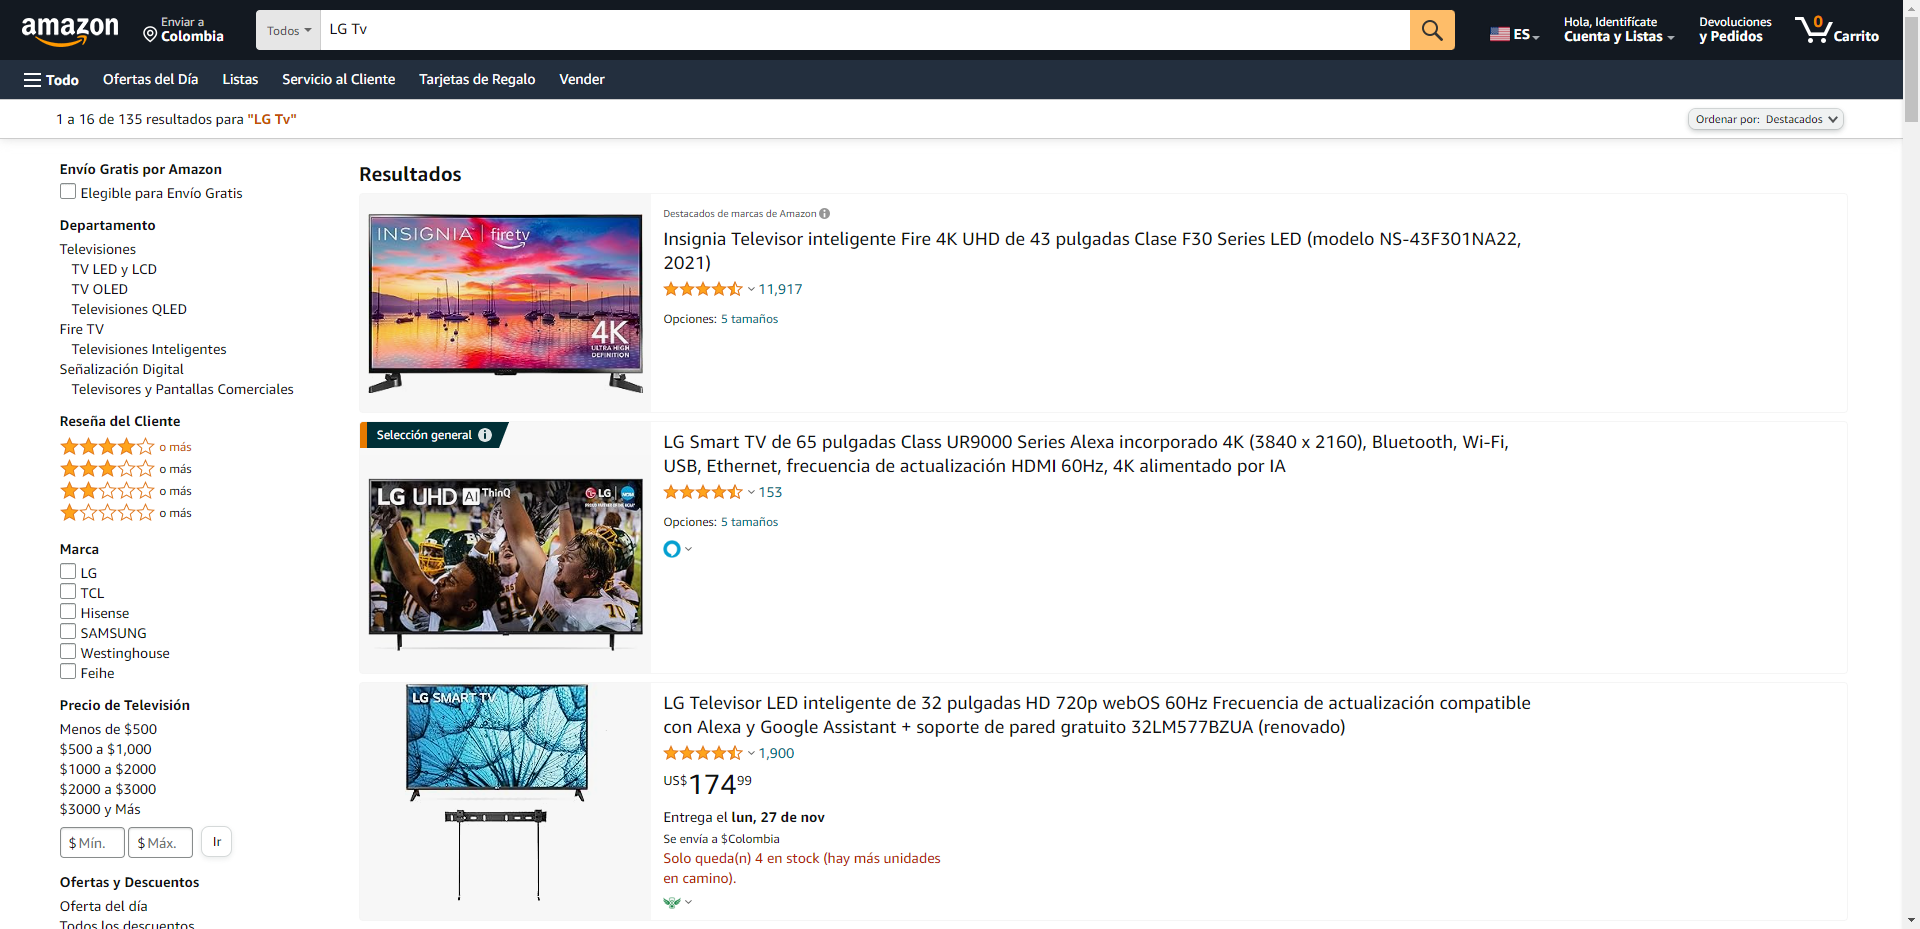 amazon
Enviar a
Colombia
Todos
LG Tv
ES
Hola, Identifícate
Cuenta y Listas
Devoluciones
y Pedidos
0
Carrito
Todo
Ofertas del Día
Listas
Servicio al Cliente
Tarjetas de Regalo
Vender
1 a 16 de 135 resultados para "LG Tv"
Ordenar por: Destacados
Envío Gratis por Amazon
Elegible para Envío Gratis
Departamento
Televisiones
TV LED y LCD
TV OLED
Televisiones QLED
Fire TV
Televisiones Inteligentes
Señalización Digital
Televisores y Pantallas Comerciales
Reseña del Cliente
o más
o más
o más
o más
Marca
LG
TCL
Hisense
SAMSUNG
Westinghouse
Feihe
Precio de Televisión
Menos de $500
$500 a $1,000
$1000 a $2000
$2000 a $3000
$3000 y Más
$ Mín.
$ Máx.
Ir
Ofertas y Descuentos
Oferta del día
Todos los descuentos
Resultados
INSIGNIA | firetv
4K
ULTRA HIGH
DEFINITION
Destacados de marcas de Amazon
Insignia Televisor inteligente Fire 4K UHD de 43 pulgadas Clase F30 Series LED (modelo NS-43F301NA22,
2021)
11,917
Opciones: 5 tamaños
Selección general
LG UHD AI ThinQ
LG
LG Smart TV de 65 pulgadas Class UR9000 Series Alexa incorporado 4K (3840 x 2160), Bluetooth, Wi-Fi,
USB, Ethernet, frecuencia de actualización HDMI 60Hz, 4K alimentado por IA
153
Opciones: 5 tamaños
LG SMART TV
LG Televisor LED inteligente de 32 pulgadas HD 720p webOS 60Hz Frecuencia de actualización compatible
con Alexa y Google Assistant + soporte de pared gratuito 32LM577BZUA (renovado)
1,900
US$17499
Entrega el lun, 27 de nov
Se envía a $Colombia
Solo queda(n) 4 en stock (hay más unidades
en camino).